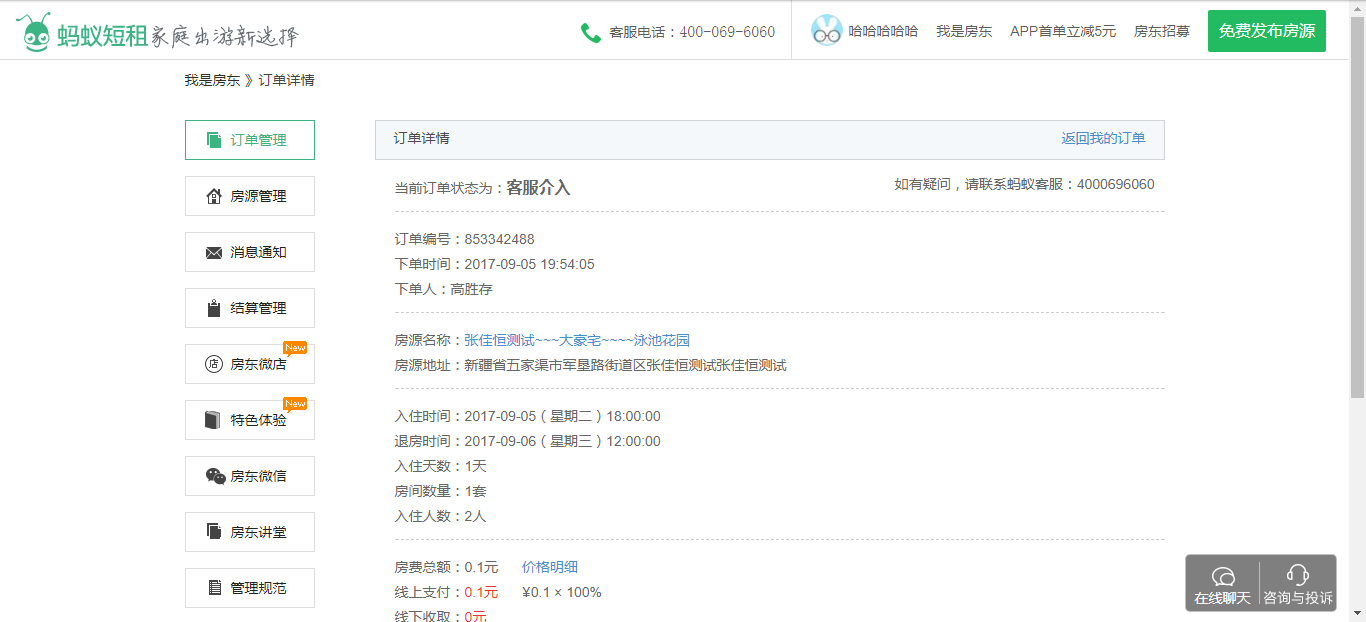 蚂蚁短租 家庭出游新选择
客服电话：400-069-6060
哈哈哈哈哈 我是房东 APP首单立减5元 房东招募 免费发布房源
我是房东 》订单详情
订单管理
房源管理
消息通知
结算管理
店 房东微店 New
特色体验 New
房东微信
房东讲堂
管理规范
订单详情 返回我的订单
当前订单状态为：客服介入 如有疑问，请联系蚂蚁客服：4000696060
订单编号：853342488
下单时间：2017-09-05 19:54:05
下单人：高胜存
房源名称：张佳恒测试~~~大豪宅~~~~泳池花园
房源地址：新疆省五家渠市军垦路街道区张佳恒测试张佳恒测试
入住时间：2017-09-05 ( 星期二 ) 18:00:00
退房时间：2017-09-06 ( 星期三 ) 12:00:00
入住天数：1天
房间数量：1套
入住人数：2人
房费总额：0.1元 价格明细
线上支付：0.1元 ¥0.1 × 100%
线下收取：0元
在线聊天 咨询与投诉